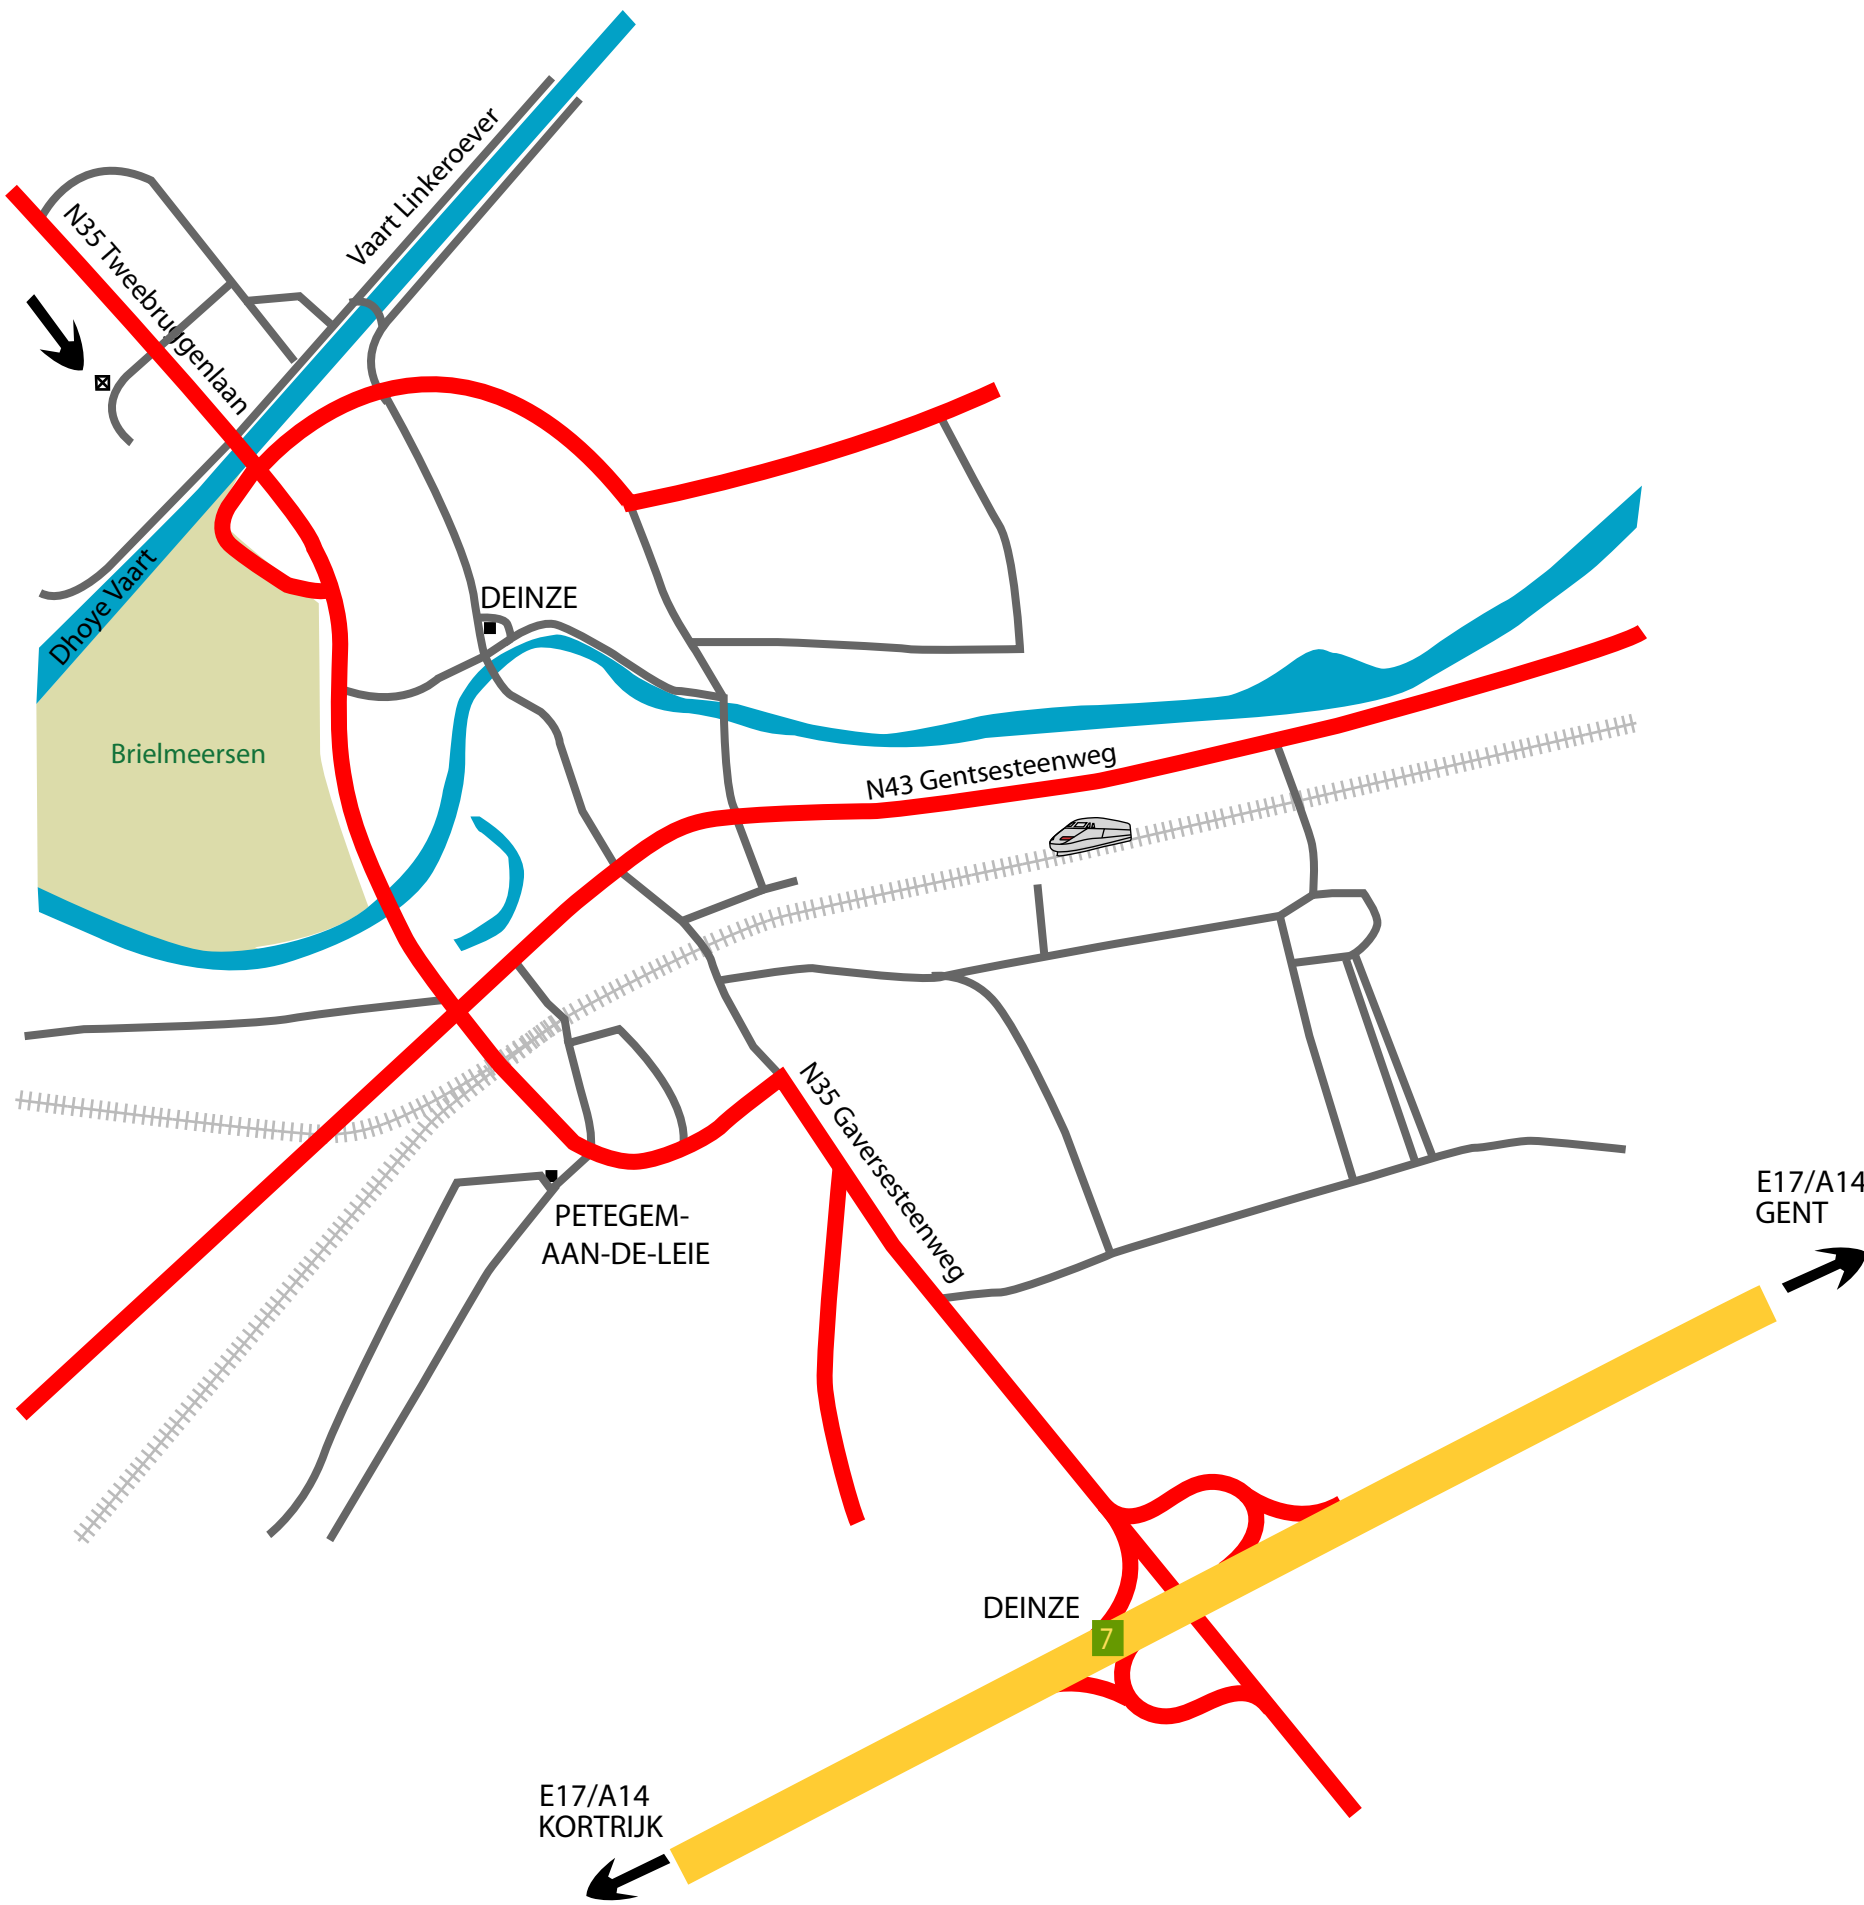 Vaart Linkeroever
N35 Tweebruggenlaan
Dhoye Vaart
DEINZE
Brielmeersen
N43 Gentsesteenweg
N35 Gaversesteenweg
PETEGEM-
AAN-DE-LEIE
E17/A14
GENT
DEINZE
7
E17/A14
KORTRIJK